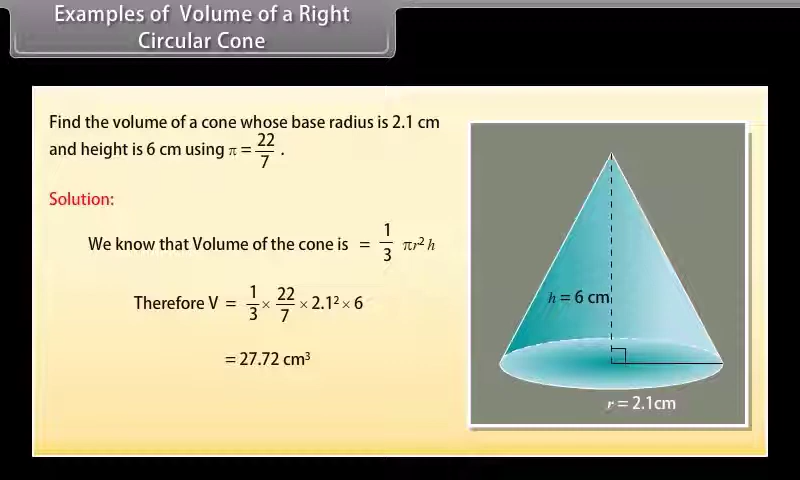 Examples of Volume of a Right
Circular Cone
Find the volume of a cone whose base radius is 2.1 cm
and height is 6 cm using π = 22/7 .
Solution:
We know that Volume of the cone is = 1/3 πr² h
Therefore V = 1/3 × 22/7 × 2.1² × 6
= 27.72 cm³
h = 6 cm
r = 2.1cm